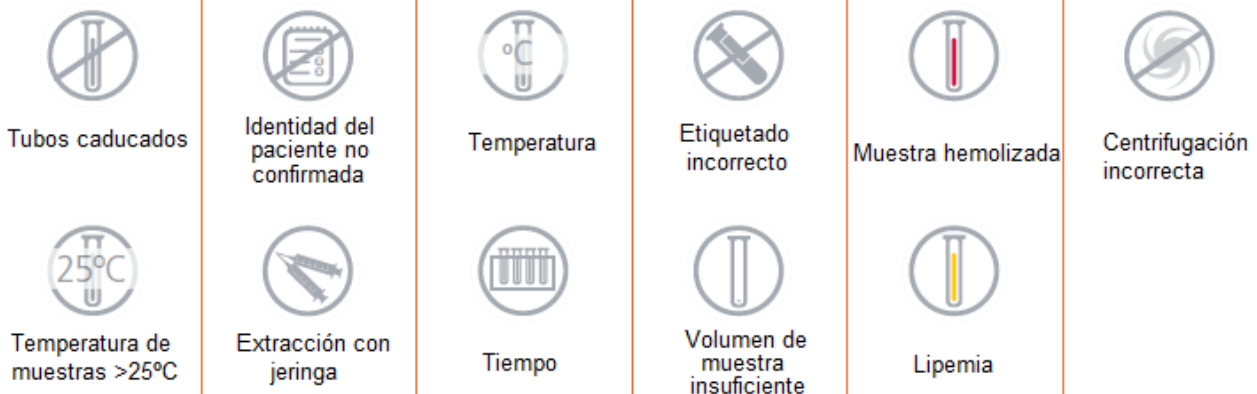 Tubos caducados
Identidad del
paciente no
confirmada
°C
Temperatura
Etiquetado
incorrecto
Muestra hemolizada
Centrifugación
incorrecta
25°C
Temperatura de
muestras >25ºC
Extracción con
jeringa
Tiempo
Volumen de
muestra
insuficiente
Lipemia